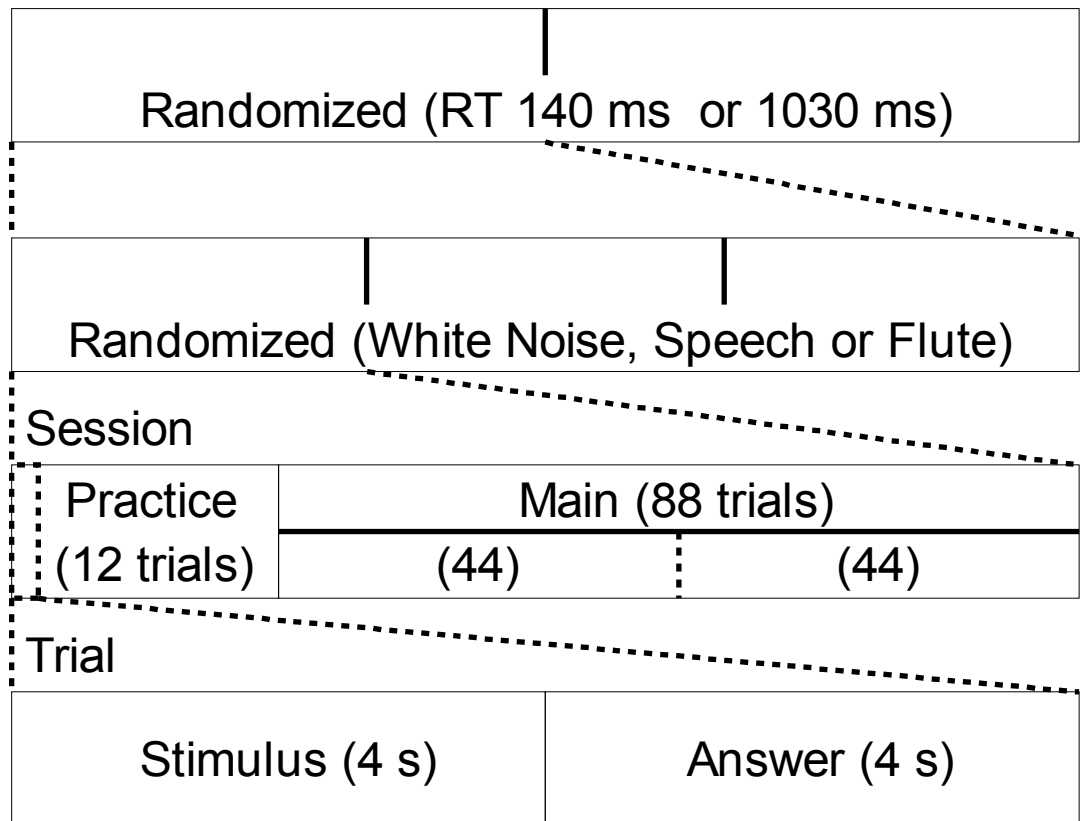 Randomized (RT 140 ms or 1030 ms)
Randomized (White Noise, Speech or Flute)
Session
Practice
(12 trials)
Main (88 trials)
(44)
(44)
Trial
Stimulus (4 s)
Answer (4 s)